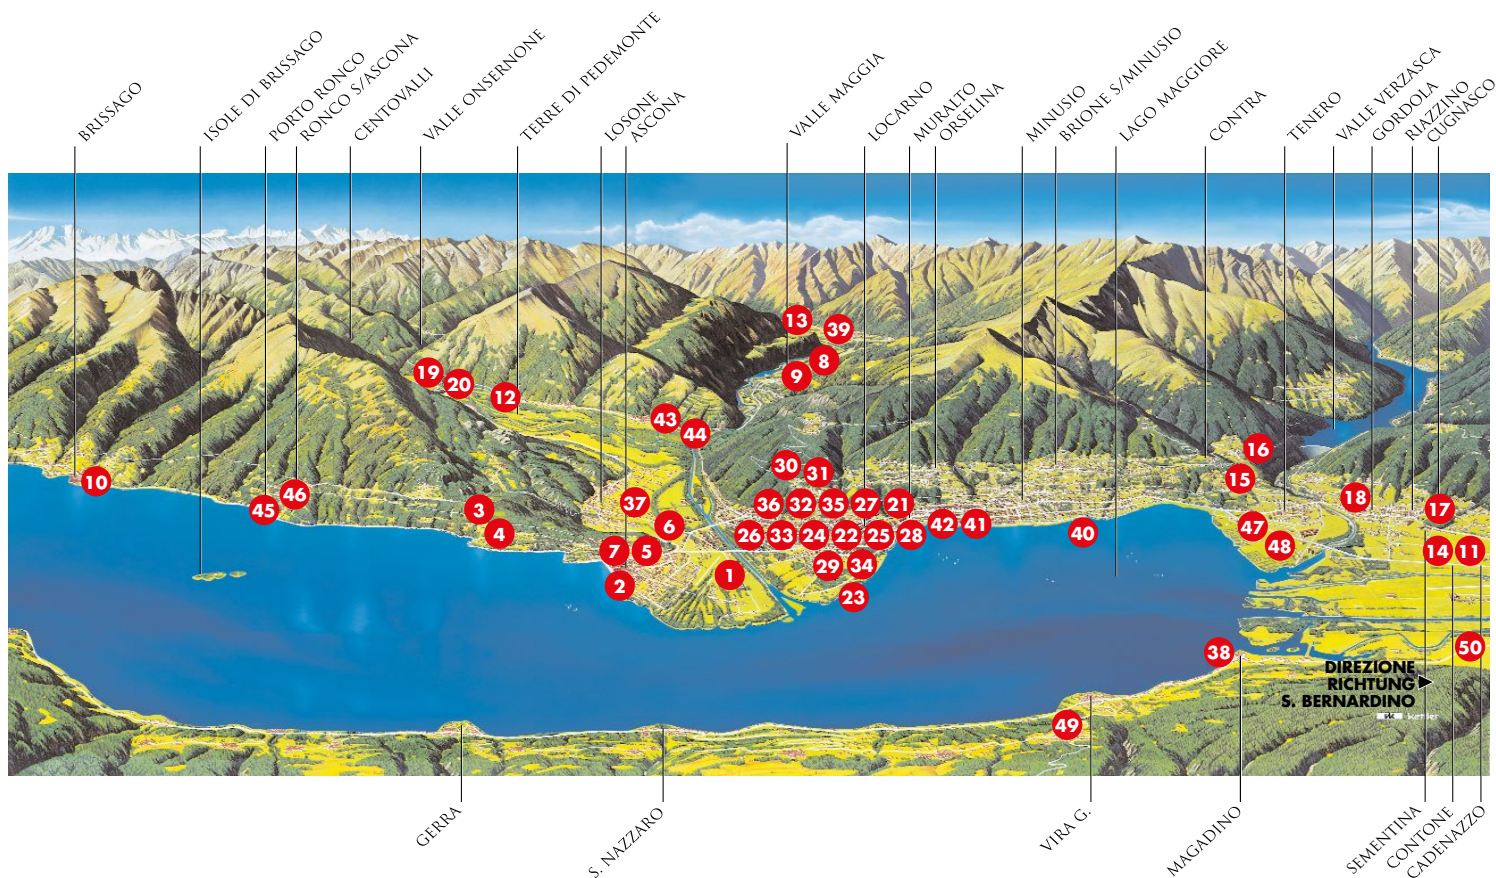 BRISSAGO
ISOLE DI BRISSAGO
PORTO RONCO
RONCO S/ASCONA
CENTOVALLI
VALLE ONSERNONE
TERRE DI PEDEMONTE
LOSONE
ASCONA
VALLE MAGGIA
LOCARNO
MURALTO
ORSELINA
MINUSIO
BRIONE S/MINUSIO
LAGO MAGGIORE
CONTRA
TENERO
VALLE VERZASCA
GORDOLA
RIAZZINO
CUGNASCO
13
39
8
9
19
20
12
43
44
16
30
31
15
10
46
45
3
37
36
32
35
27
21
18
17
4
6
26
33
24
22
25
28
42
41
40
47
48
7
5
14
11
2
1
29
34
23
38
50
DIREZIONE
RICHTUNG
S. BERNARDINO
49
GERRA
S. NAZZARO
VIRA G.
MAGADINO
SEMENTINA
CONTONE
CADENAZZO